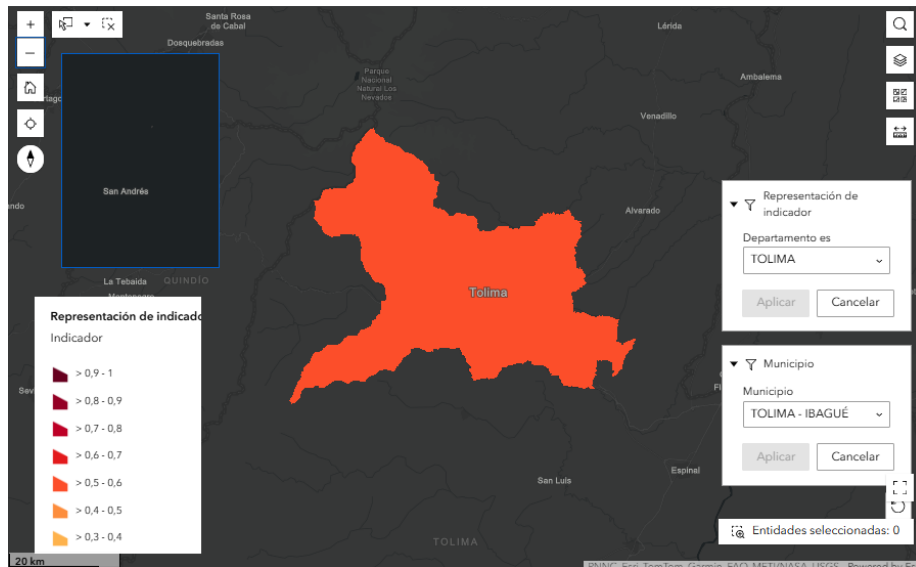 Santa Rosa
de Cabal
Dosquebradas
Lérida
Parque
Nacional
Natural Los
Nevados
Ambalema
Venadillo
San Andrés
Alvarado
La Tebaida
QUINDÍO
Tolima
San Luis
Espinal
TOLIMA
Representación de indicado
Indicador
> 0,9 - 1
> 0,8 - 0,9
> 0,7 - 0,8
> 0,6 - 0,7
> 0,5 - 0,6
> 0,4 - 0,5
> 0,3 - 0,4
20 km
Representación de
indicador
Departamento es
TOLIMA
Aplicar
Cancelar
Municipio
Municipio
TOLIMA - IBAGUÉ
Aplicar
Cancelar
Entidades seleccionadas: 0